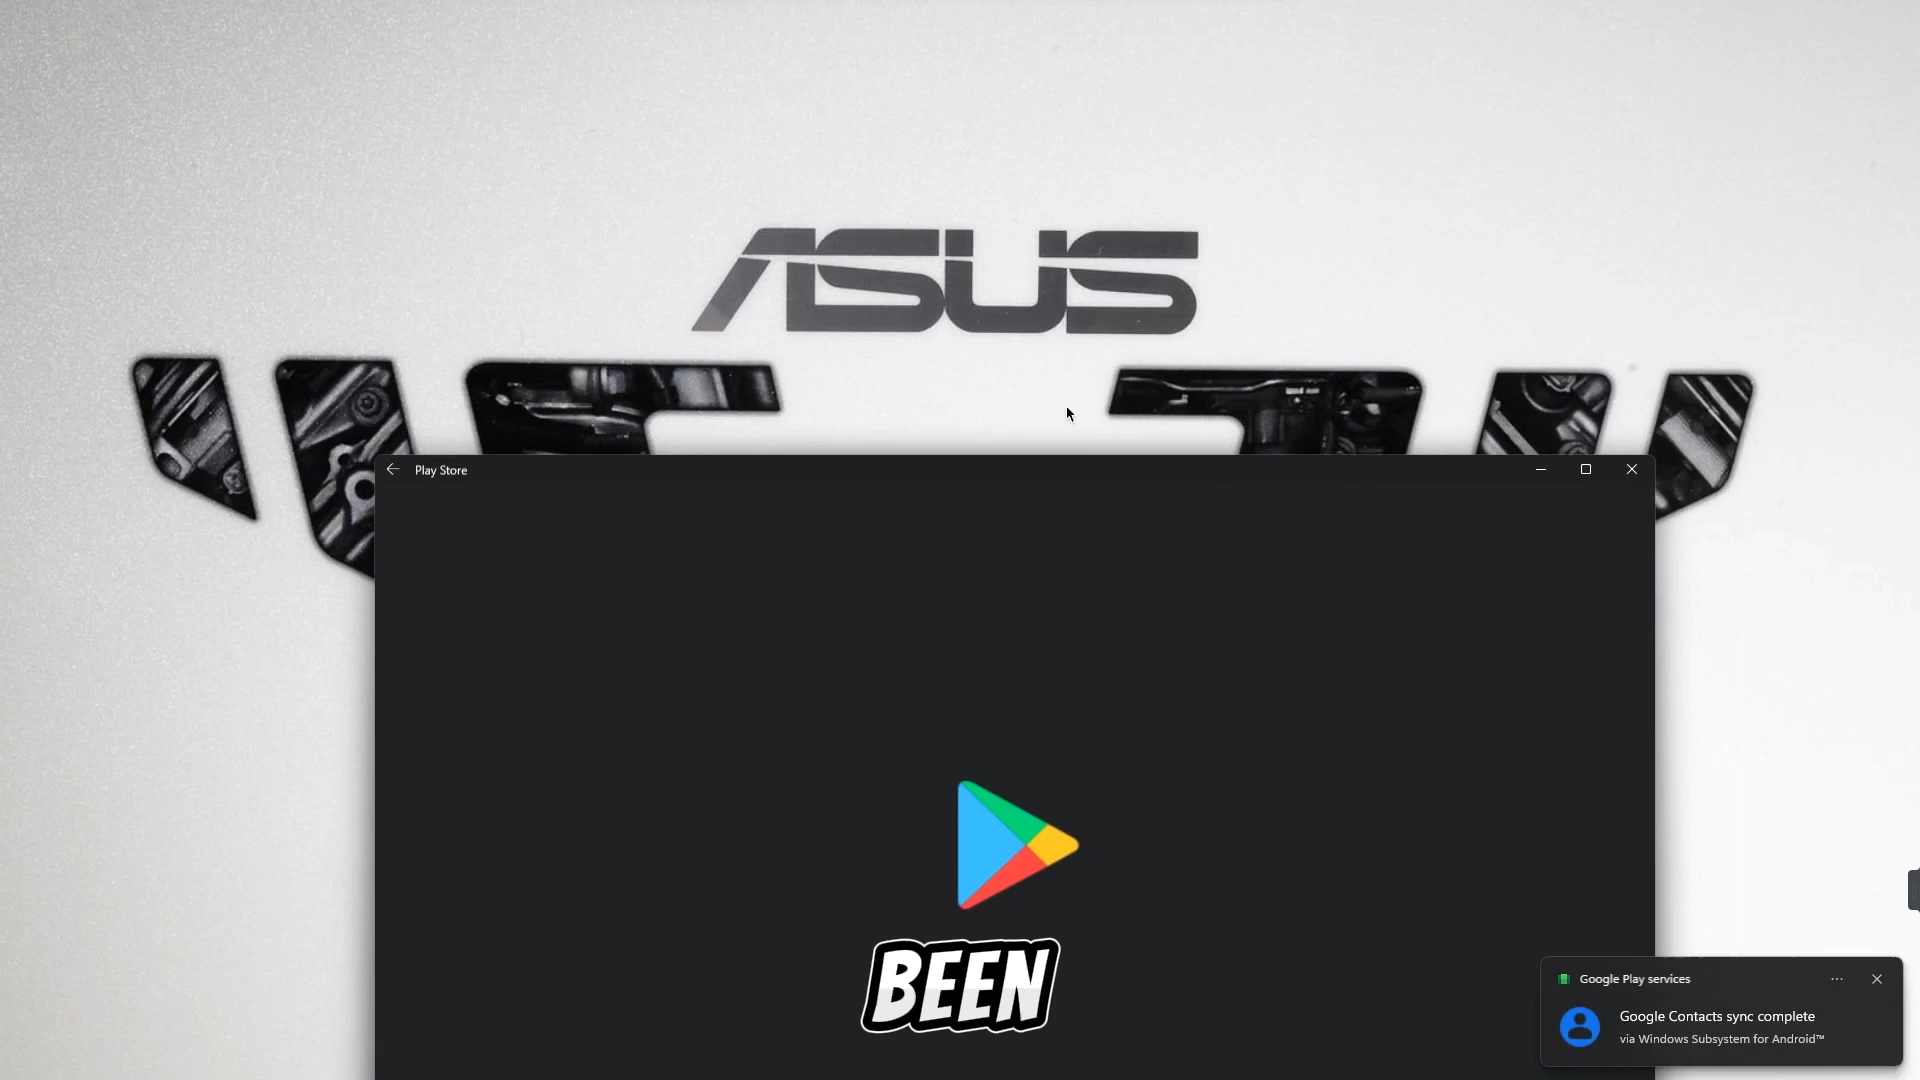 ASUS
Play Store
BEEN
Google Play services
Google Contacts sync complete
via Windows Subsystem for Android™